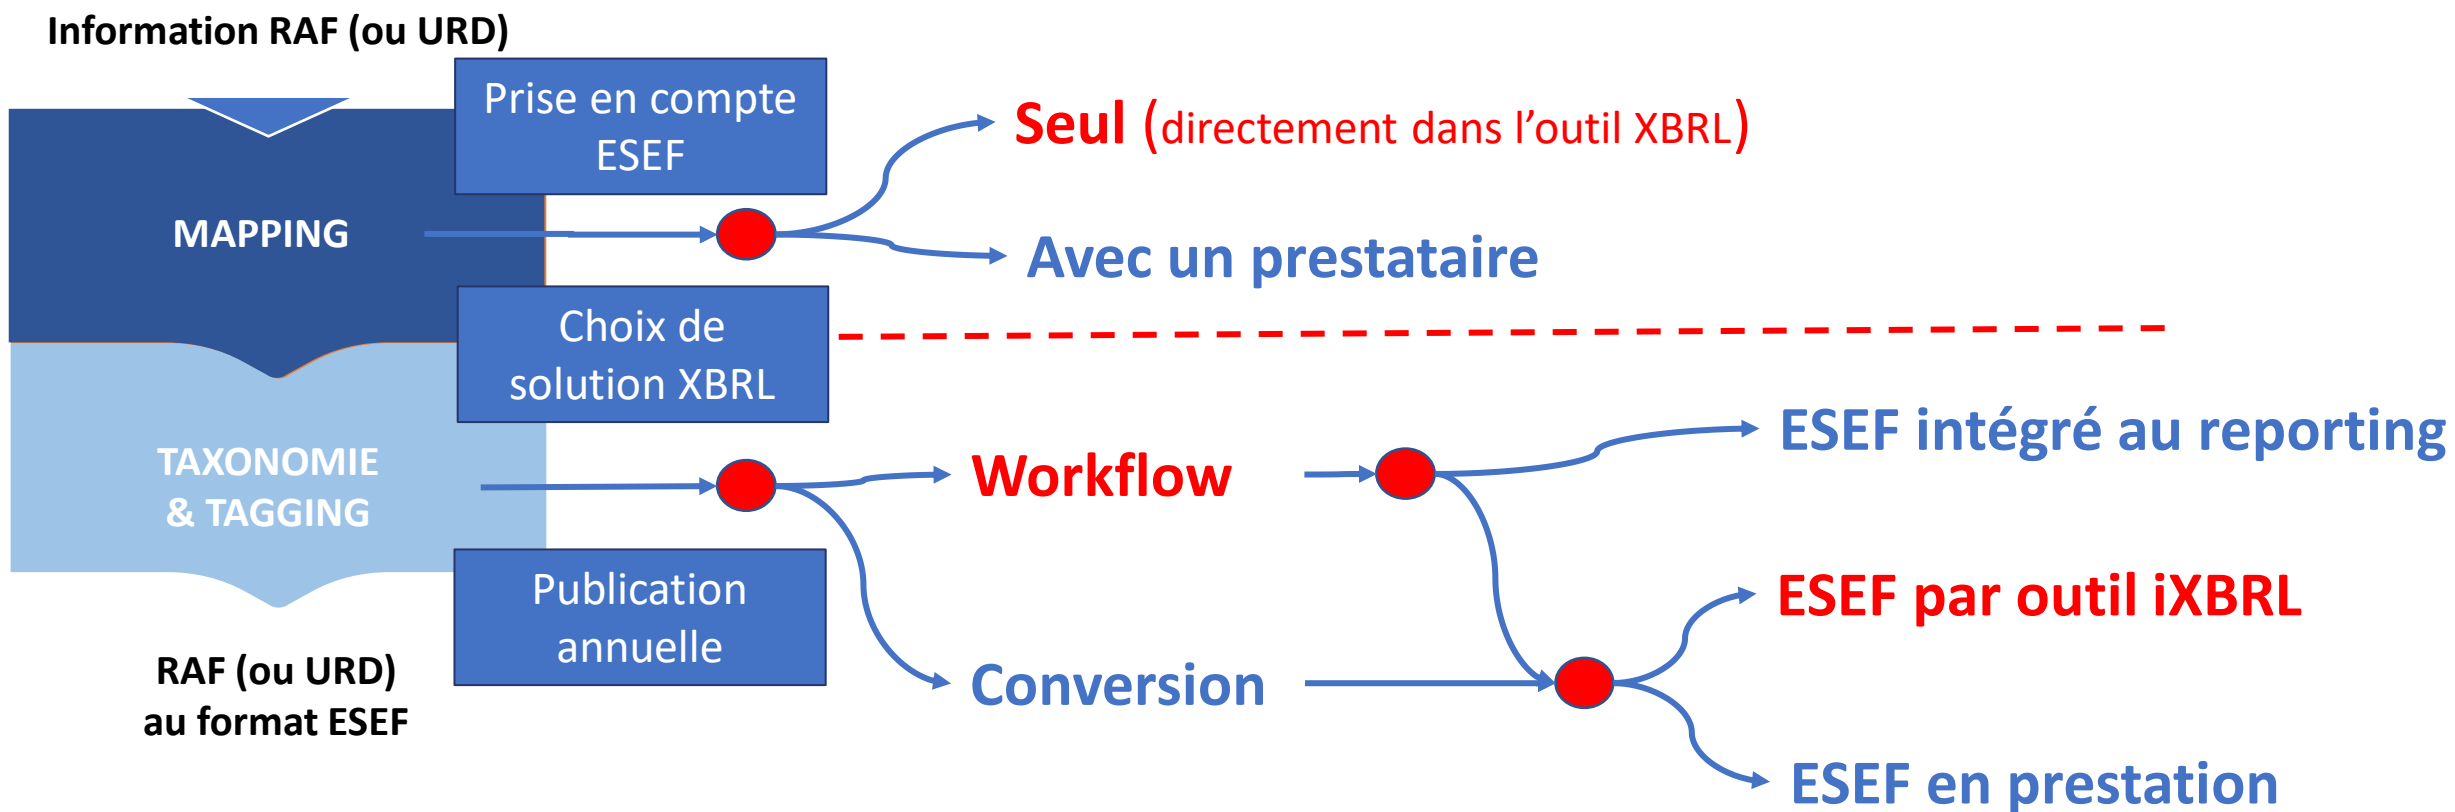 Information RAF (ou URD)
Prise en compte
ESEF
Seul (directement dans l'outil XBRL)
MAPPING
Avec un prestataire
Choix de
solution XBRL
ESEF intégré au reporting
TAXONOMIE
& TAGGING
Workflow
Publication
annuelle
ESEF par outil iXBRL
RAF (ou URD)
au format ESEF
Conversion
ESEF en prestation